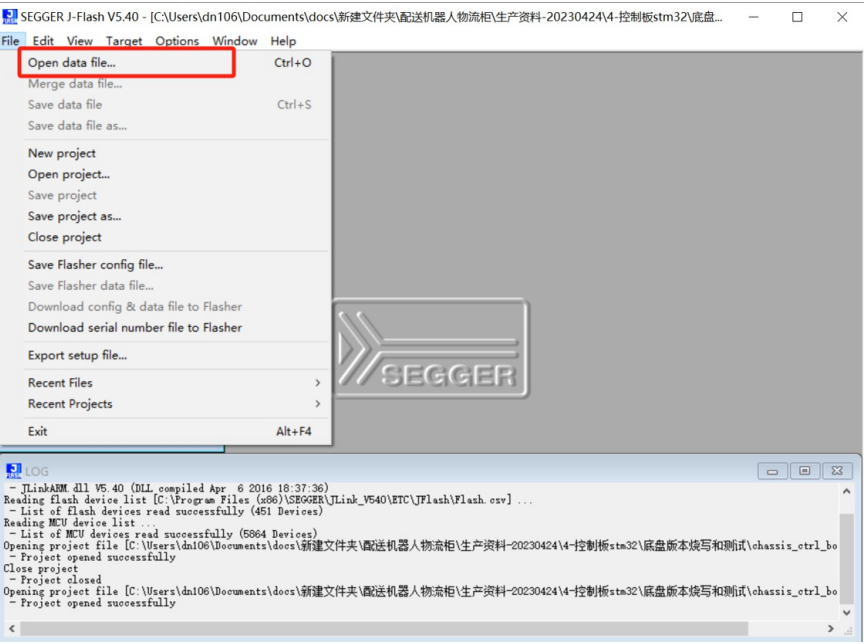 SEGGER J-Flash V5.40 - [C:\Users\dn106\Documents\docs\新建文件夹\配送机器人物流柜\生产资料-20230424\4-控制板stm32\底盘...
File Edit View Target Options Window Help
Open data file... Ctrl+O
Merge data file...
Save data file Ctrl+S
Save data file as...
New project
Open project...
Save project
Save project as...
Close project
Save Flasher config file...
Save Flasher data file...
Download config & data file to Flasher
Download serial number file to Flasher
Export setup file...
Recent Files
Recent Projects
Exit Alt+F4
SEGGER
LOG
- JLinkARM.dll V5.40 (DLL compiled Apr 6 2016 18:37:36)
Reading flash device list [C:\Program Files (x86)\SEGGER\JLink_V540\ETC\JFlash\Flash.csv] ...
- List of flash devices read successfully (451 Devices)
Reading MCU device list ...
- List of MCU devices read successfully (5864 Devices)
Opening project file [C:\Users\dn106\Documents\docs\新建文件夹\配送机器人物流柜\生产资料-20230424\4-控制板stm32\底盘版本烧写和测试\chassis_ctrl_bo
- Project opened successfully
Close project
- Project closed
Opening project file [C:\Users\dn106\Documents\docs\新建文件夹\配送机器人物流柜\生产资料-20230424\4-控制板stm32\底盘版本烧写和测试\chassis_ctrl_bo
- Project opened successfully